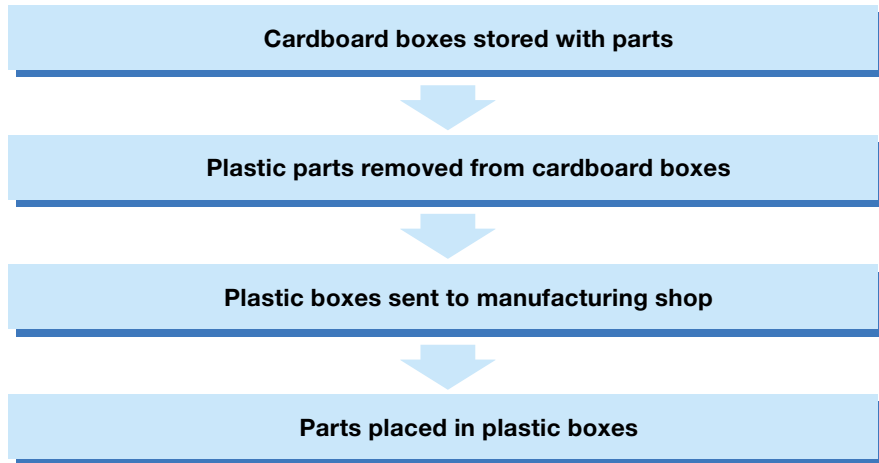 Cardboard boxes stored with parts
Plastic parts removed from cardboard boxes
Plastic boxes sent to manufacturing shop
Parts placed in plastic boxes